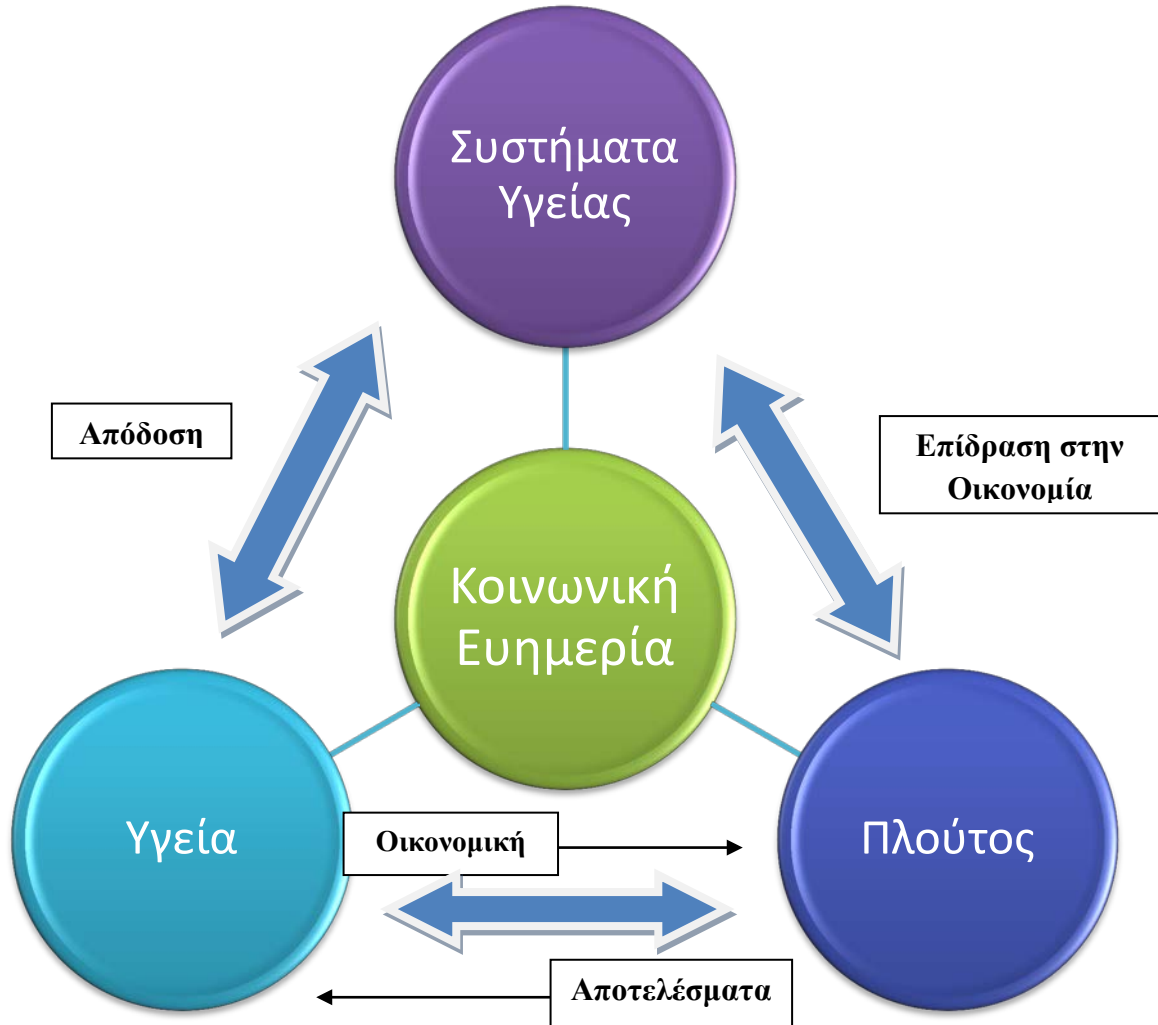 Συστήματα
Υγείας
Απόδοση
Επίδραση στην
Οικονομία
Κοινωνική
Ευημερία
Υγεία
Οικονομική
Πλούτος
Αποτελέσματα